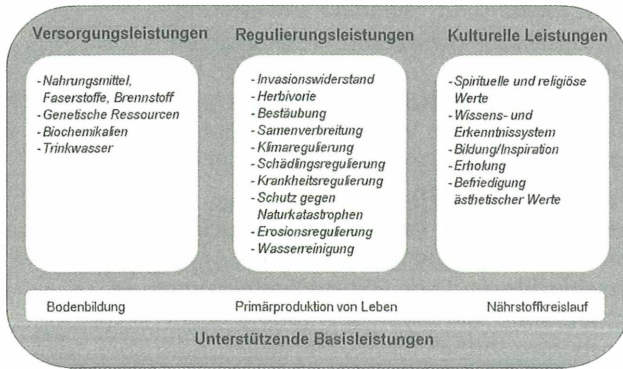 Versorgungsleistungen
- Nahrungsmittel,
Faserstoffe, Brennstoff
- Genetische Ressourcen
- Biochemikalien
- Trinkwasser
Regulierungsleistungen
- Invasionswiderstand
- Herbivorie
- Bestäubung
- Samenverbreitung
- Klimaregulierung
- Schädlingsregulierung
- Krankheitsregulierung
- Schutz gegen
Naturkatastrophen
- Erosionsregulierung
- Wasserreinigung
Kulturelle Leistungen
- Spirituelle und religiöse
Werte
- Wissens- und
Erkenntnissystem
- Bildung/Inspiration
- Erholung
- Befriedigung
ästhetischer Werte
Bodenbildung Primärproduktion von Leben Nährstoffkreislauf
Unterstützende Basisleistungen